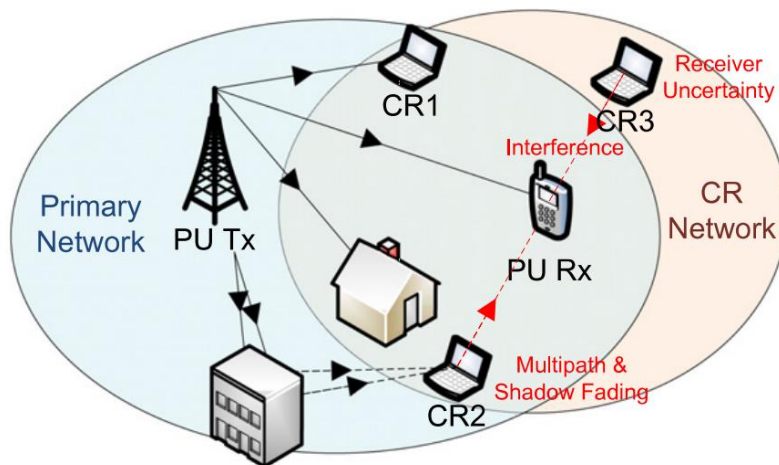 CR1
Receiver
Uncertainty
CR3
Interference
Primary
Network
PU Tx
CR
Network
PU Rx
Multipath &
Shadow Fading
CR2